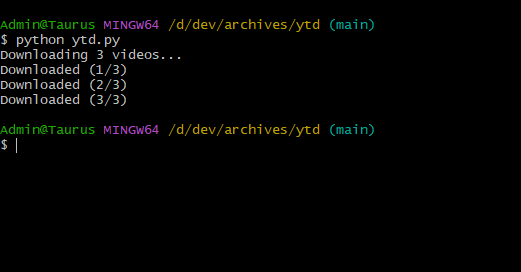 Admin@Taurus MINGW64 /d/dev/archives/ytd (main)
$ python ytd.py
Downloading 3 videos...
Downloaded (1/3)
Downloaded (2/3)
Downloaded (3/3)
Admin@Taurus MINGW64 /d/dev/archives/ytd (main)
$